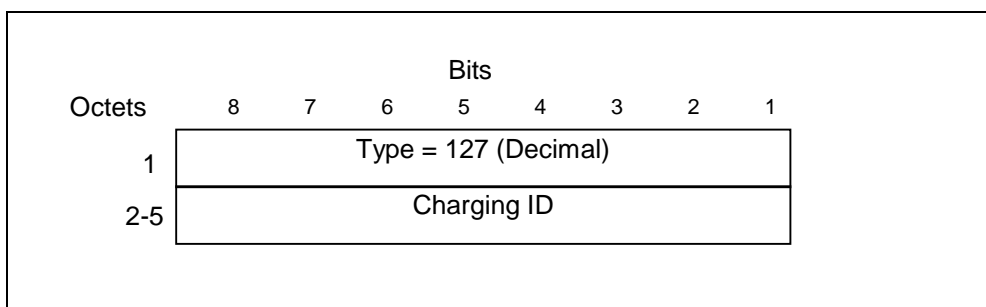 Bits
Octets 8 7 6 5 4 3 2 1
1 Type = 127 (Decimal)
2-5 Charging ID